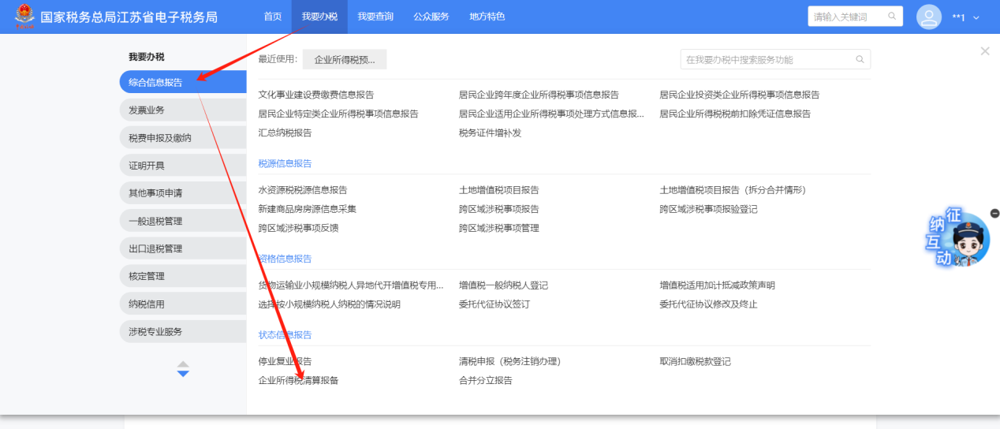 国家税务总局江苏省电子税务局 首页 我要办税 我要查询 公众服务 地方特色 请输入关键词 **1
我要办税
最近使用: 企业所得税预... 在我要办税中搜索服务功能
综合信息报告
发票业务
税费申报及缴纳
证明开具
其他事项申请
一般退税管理
出口退税管理
核定管理
纳税信用
涉税专业服务
文化事业建设费缴费信息报告 居民企业跨年度企业所得税事项信息报告 居民企业投资类企业所得税事项信息报告
居民企业特定类企业所得税事项信息报告 居民企业适用企业所得税事项处理方式信息报... 居民企业所得税税前扣除凭证信息报告
汇总纳税报告 税务证件增补发
税源信息报告
水资源税税源信息报告 土地增值税项目报告 土地增值税项目报告（拆分合并情形）
新建商品房房源信息采集 跨区域涉税事项报告 跨区域涉税事项报验登记
跨区域涉税事项反馈 跨区域涉税事项管理
资格信息报告
货物运输业小规模纳税人异地代开增值税专用... 增值税一般纳税人登记 增值税适用加计抵减政策声明
选择按小规模纳税人纳税的情况说明 委托代征协议签订 委托代征协议修改及终止
状态信息报告
停业复业报告 清税申报（税务注销办理） 取消扣缴税款登记
企业所得税清算报备 合并分立报告
征纳互动